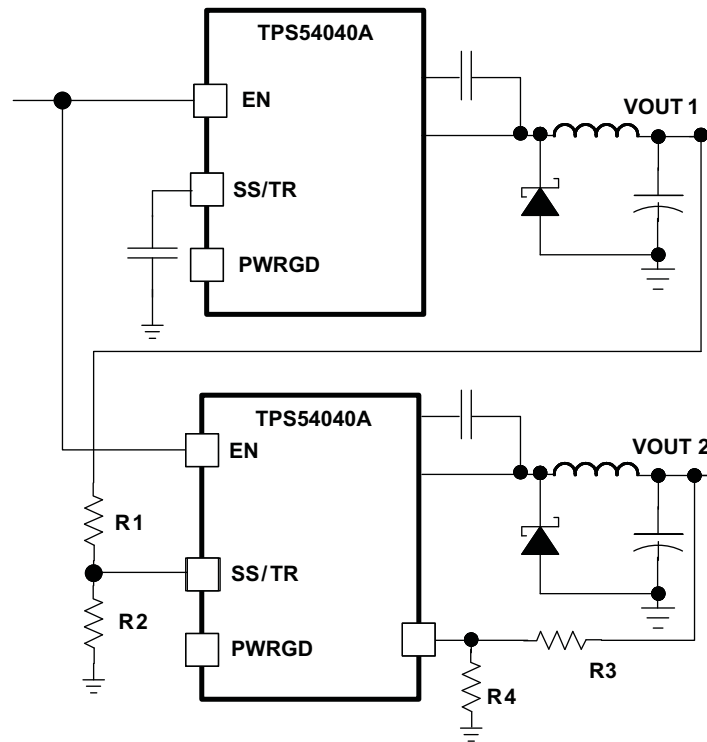 TPS54040A
EN
VOUT 1
SS/TR
PWRGD
TPS54040A
EN
VOUT 2
R1
SS/TR
R2
PWRGD
R3
R4